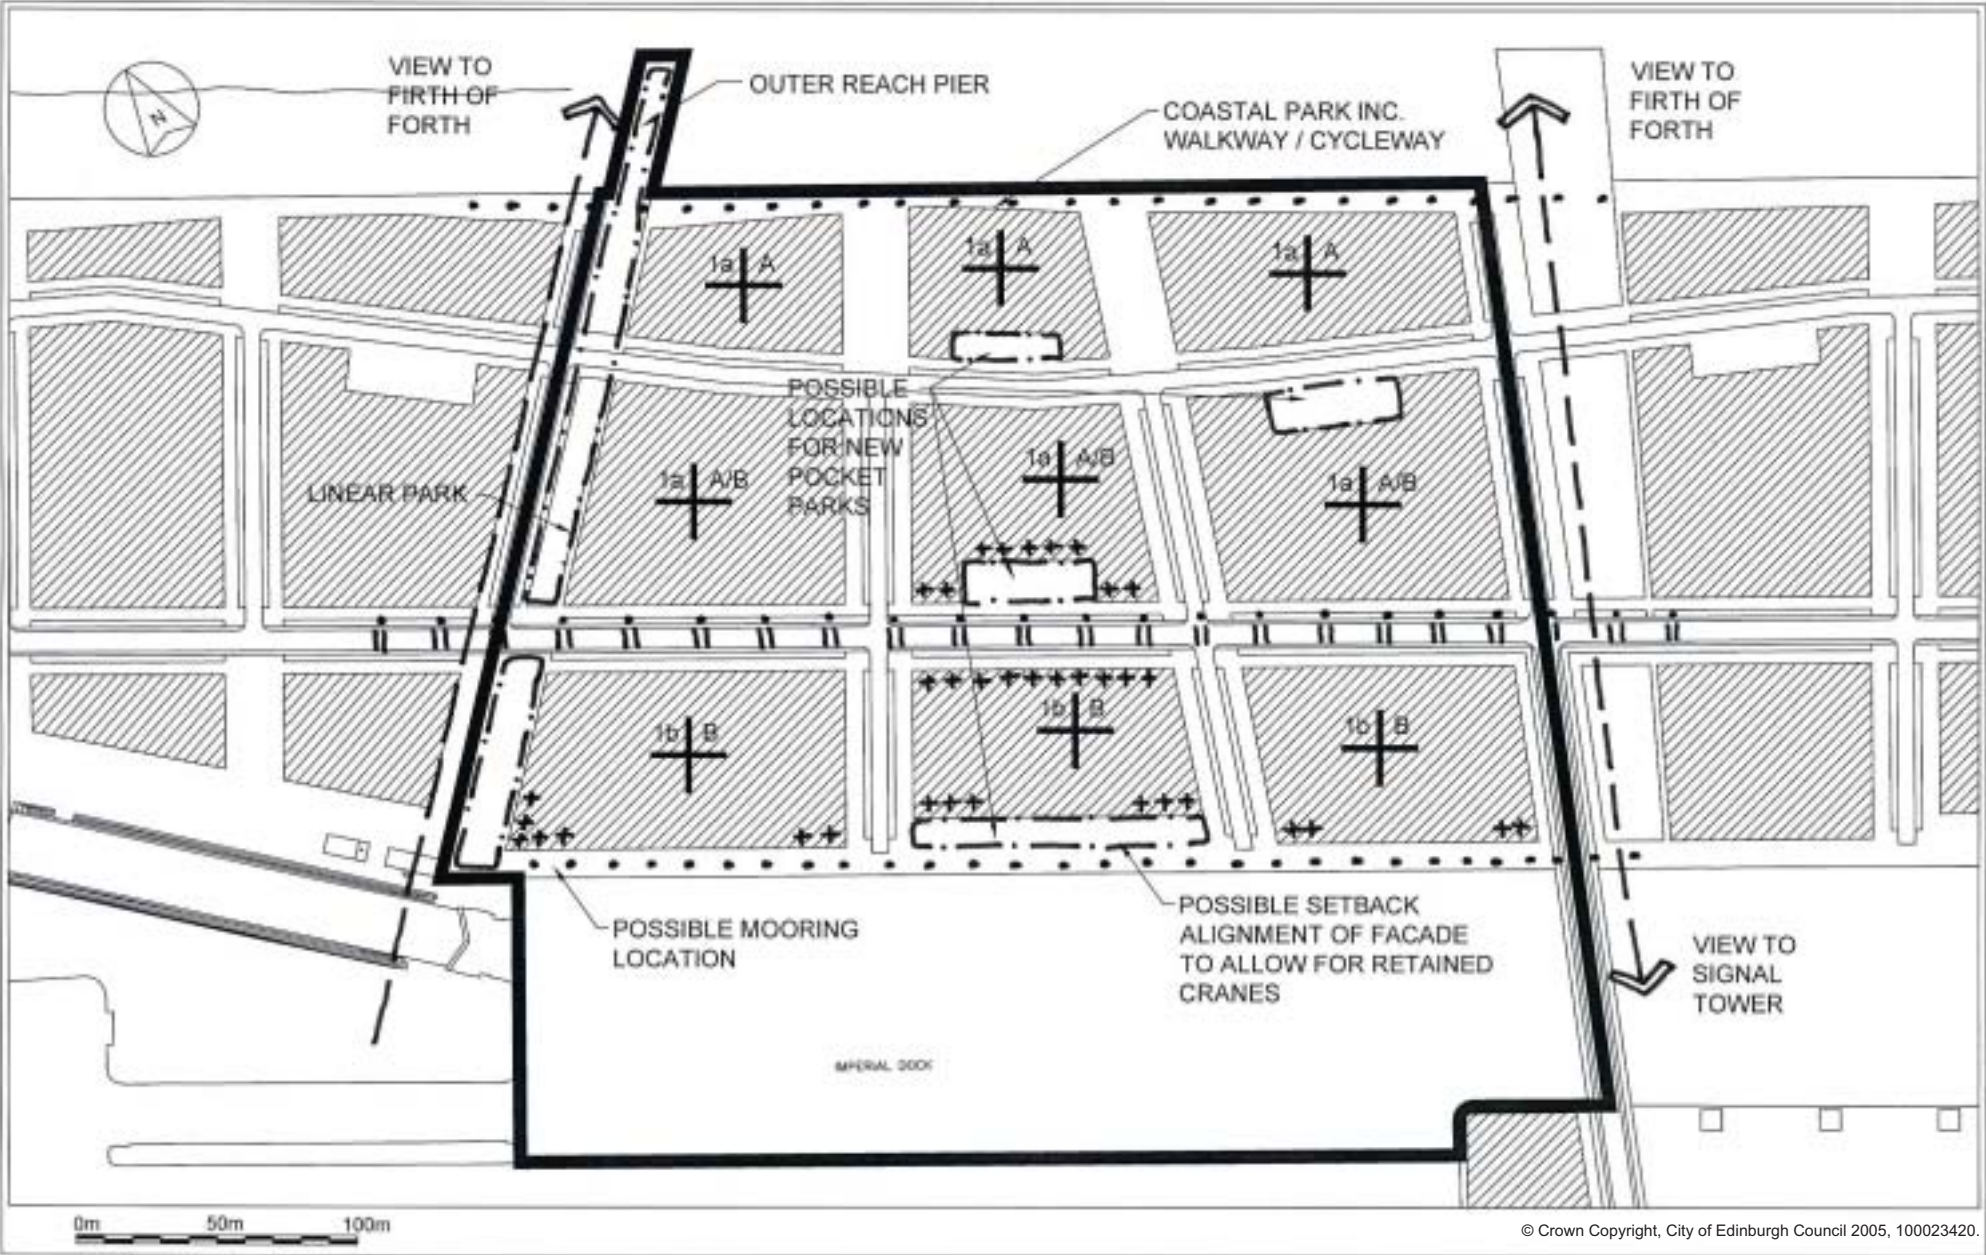 VIEW TO
FIRTH OF
FORTH
OUTER REACH PIER
COASTAL PARK INC.
WALKWAY / CYCLEWAY
VIEW TO
FIRTH OF
FORTH
N
1a A
1a A
1a A
POSSIBLE
LOCATIONS
FOR NEW
POCKET
PARKS
LINEAR PARK
1a A/B
1a A/B
1a A/B
1b B
1b B
1b B
POSSIBLE MOORING
LOCATION
POSSIBLE SETBACK
ALIGNMENT OF FACADE
TO ALLOW FOR RETAINED
CRANES
VIEW TO
SIGNAL
TOWER
IMPERIAL DOCK
0m 50m 100m
© Crown Copyright, City of Edinburgh Council 2005, 100023420.